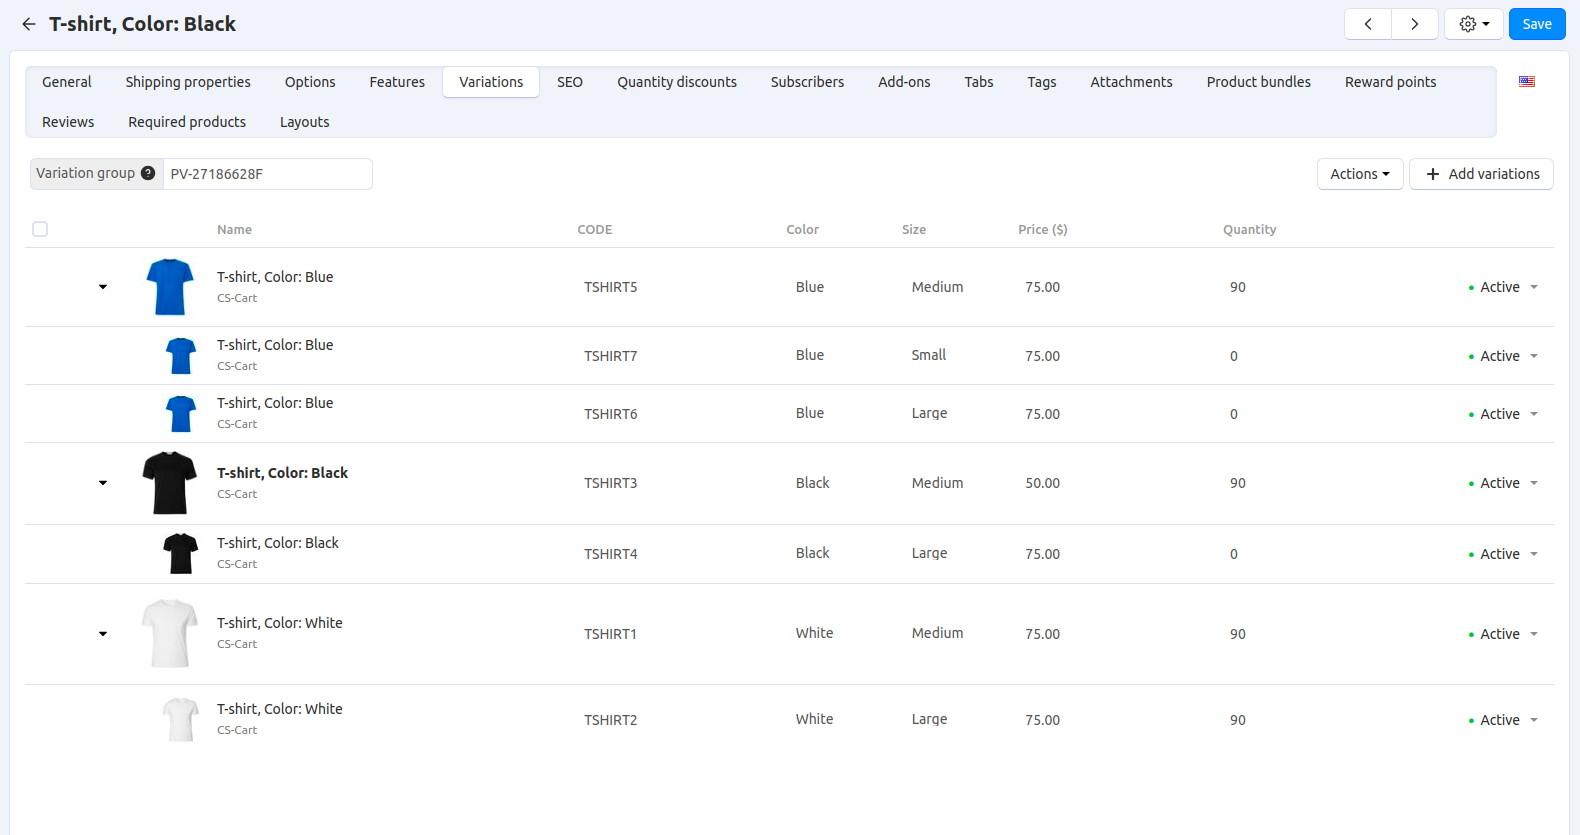 T-shirt, Color: Black
Save
General Shipping properties Options Features Variations SEO Quantity discounts Subscribers Add-ons Tabs Tags Attachments Product bundles Reward points
Reviews Required products Layouts
Variation group ? PV-27186628F Actions + Add variations
Name CODE Color Size Price ($) Quantity
T-shirt, Color: Blue
CS-Cart
TSHIRT5 Blue Medium 75.00 90 Active
T-shirt, Color: Blue
CS-Cart
TSHIRT7 Blue Small 75.00 0 Active
T-shirt, Color: Blue
CS-Cart
TSHIRT6 Blue Large 75.00 0 Active
T-shirt, Color: Black
CS-Cart
TSHIRT3 Black Medium 50.00 90 Active
T-shirt, Color: Black
CS-Cart
TSHIRT4 Black Large 75.00 0 Active
T-shirt, Color: White
CS-Cart
TSHIRT1 White Medium 75.00 90 Active
T-shirt, Color: White
CS-Cart
TSHIRT2 White Large 75.00 90 Active